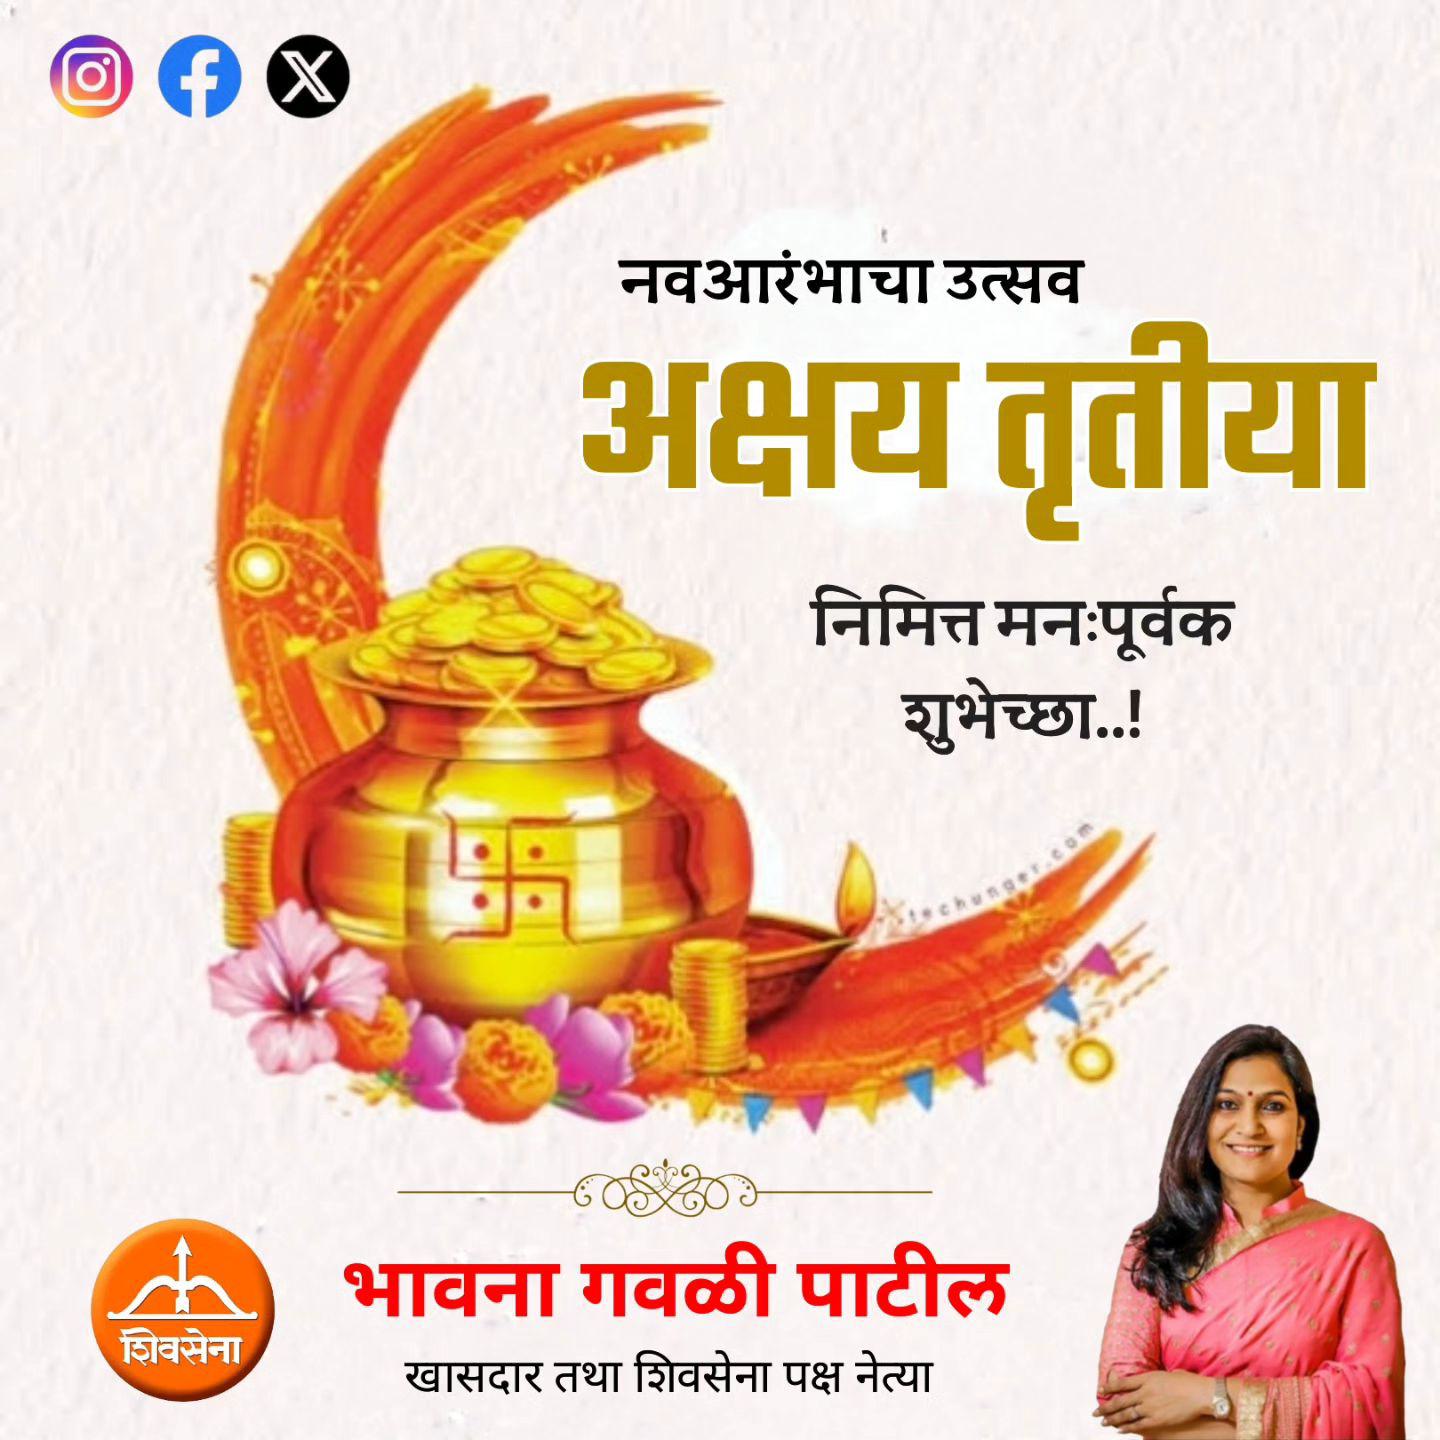 नवआरंभाचा उत्सव
अक्षय तृतीया
निमित्त मनःपूर्वक
शुभेच्छा..!
techunger.com
भावना गवळी पाटील
शिवसेना
खासदार तथा शिवसेना पक्ष नेत्या